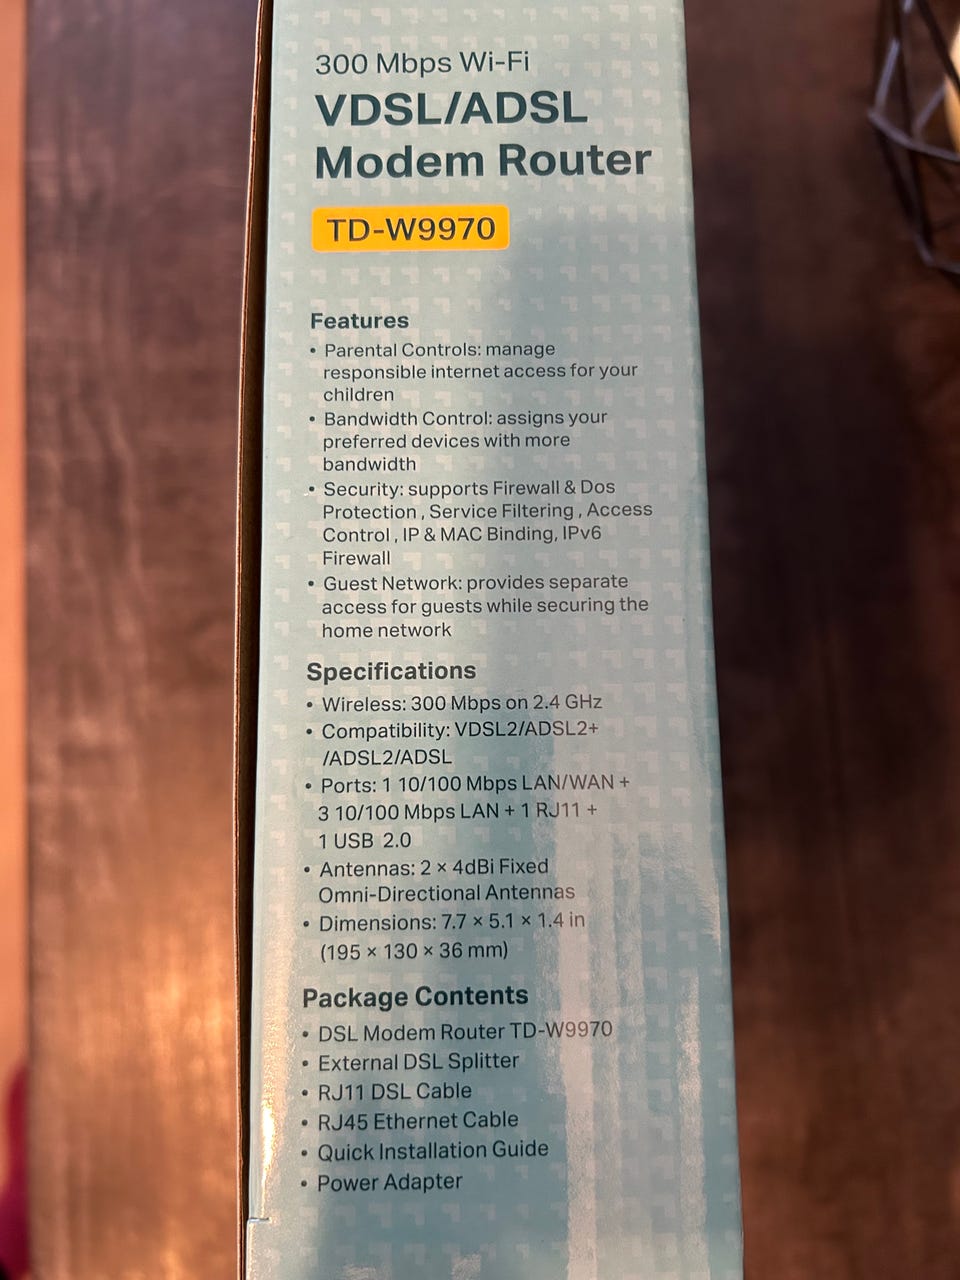 300 Mbps Wi-Fi
VDSL/ADSL
Modem Router
TD-W9970
Features
• Parental Controls: manage
responsible internet access for your
children
• Bandwidth Control: assigns your
preferred devices with more
bandwidth
• Security: supports Firewall & Dos
Protection , Service Filtering , Access
Control , IP & MAC Binding, IPv6
Firewall
• Guest Network: provides separate
access for guests while securing the
home network
Specifications
• Wireless: 300 Mbps on 2.4 GHz
• Compatibility: VDSL2/ADSL2+
/ADSL2/ADSL
• Ports: 1 10/100 Mbps LAN/WAN +
3 10/100 Mbps LAN + 1 RJ11 +
1 USB 2.0
• Antennas: 2 × 4dBi Fixed
Omni-Directional Antennas
• Dimensions: 7.7 × 5.1 × 1.4 in
(195 × 130 × 36 mm)
Package Contents
• DSL Modem Router TD-W9970
• External DSL Splitter
• RJ11 DSL Cable
• RJ45 Ethernet Cable
• Quick Installation Guide
• Power Adapter